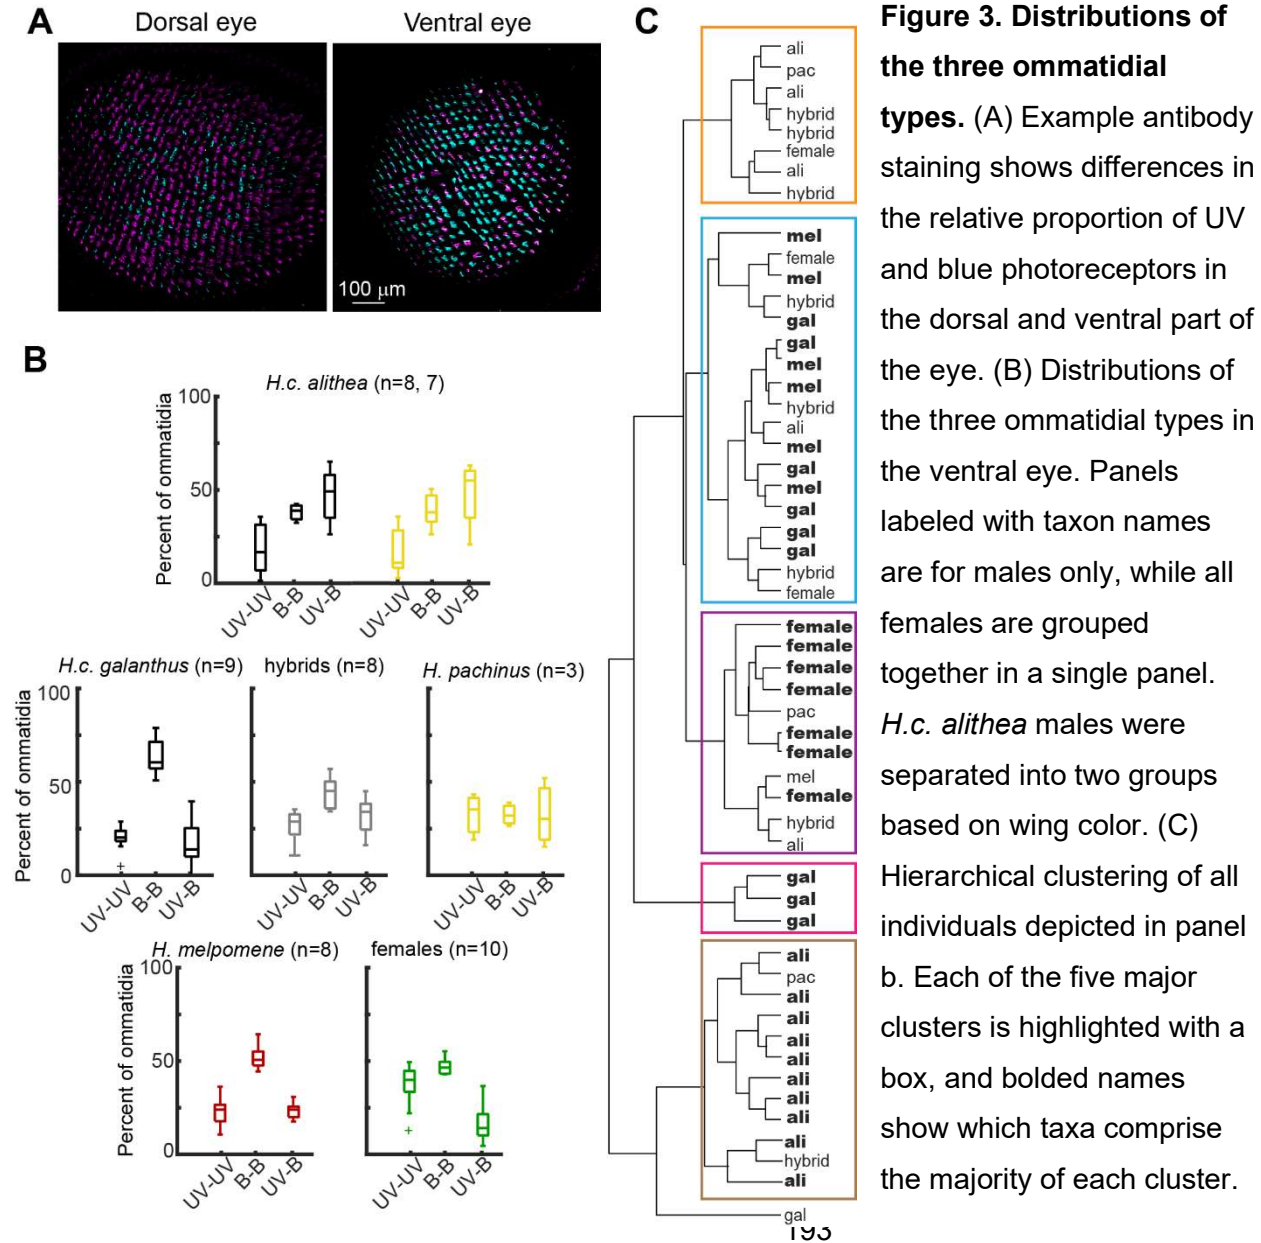 A
Dorsal eye
Ventral eye
100 μm
B
H.c. alithea (n=8, 7)
Percent of ommatidia
100
50
0
UV-UV
B-B
UV-B
UV-UV
B-B
UV-B
H.c. galanthus (n=9)
hybrids (n=8)
H. pachinus (n=3)
Percent of ommatidia
100
50
0
UV-UV
B-B
UV-B
UV-UV
B-B
UV-B
UV-UV
B-B
UV-B
H. melpomene (n=8)
females (n=10)
Percent of ommatidia
100
50
0
UV-UV
B-B
UV-B
UV-UV
B-B
UV-B
C
ali
pac
ali
hybrid
hybrid
female
ali
hybrid
mel
female
mel
hybrid
gal
gal
mel
mel
hybrid
ali
mel
gal
mel
gal
gal
gal
hybrid
female
female
female
female
female
pac
female
female
mel
female
hybrid
ali
gal
gal
gal
ali
pac
ali
ali
ali
ali
ali
ali
ali
ali
hybrid
ali
gal
193
Figure 3. Distributions of
the three ommatidial
types. (A) Example antibody
staining shows differences in
the relative proportion of UV
and blue photoreceptors in
the dorsal and ventral part of
the eye. (B) Distributions of
the three ommatidial types in
the ventral eye. Panels
labeled with taxon names
are for males only, while all
females are grouped
together in a single panel.
H.c. alithea males were
separated into two groups
based on wing color. (C)
Hierarchical clustering of all
individuals depicted in panel
b. Each of the five major
clusters is highlighted with a
box, and bolded names
show which taxa comprise
the majority of each cluster.